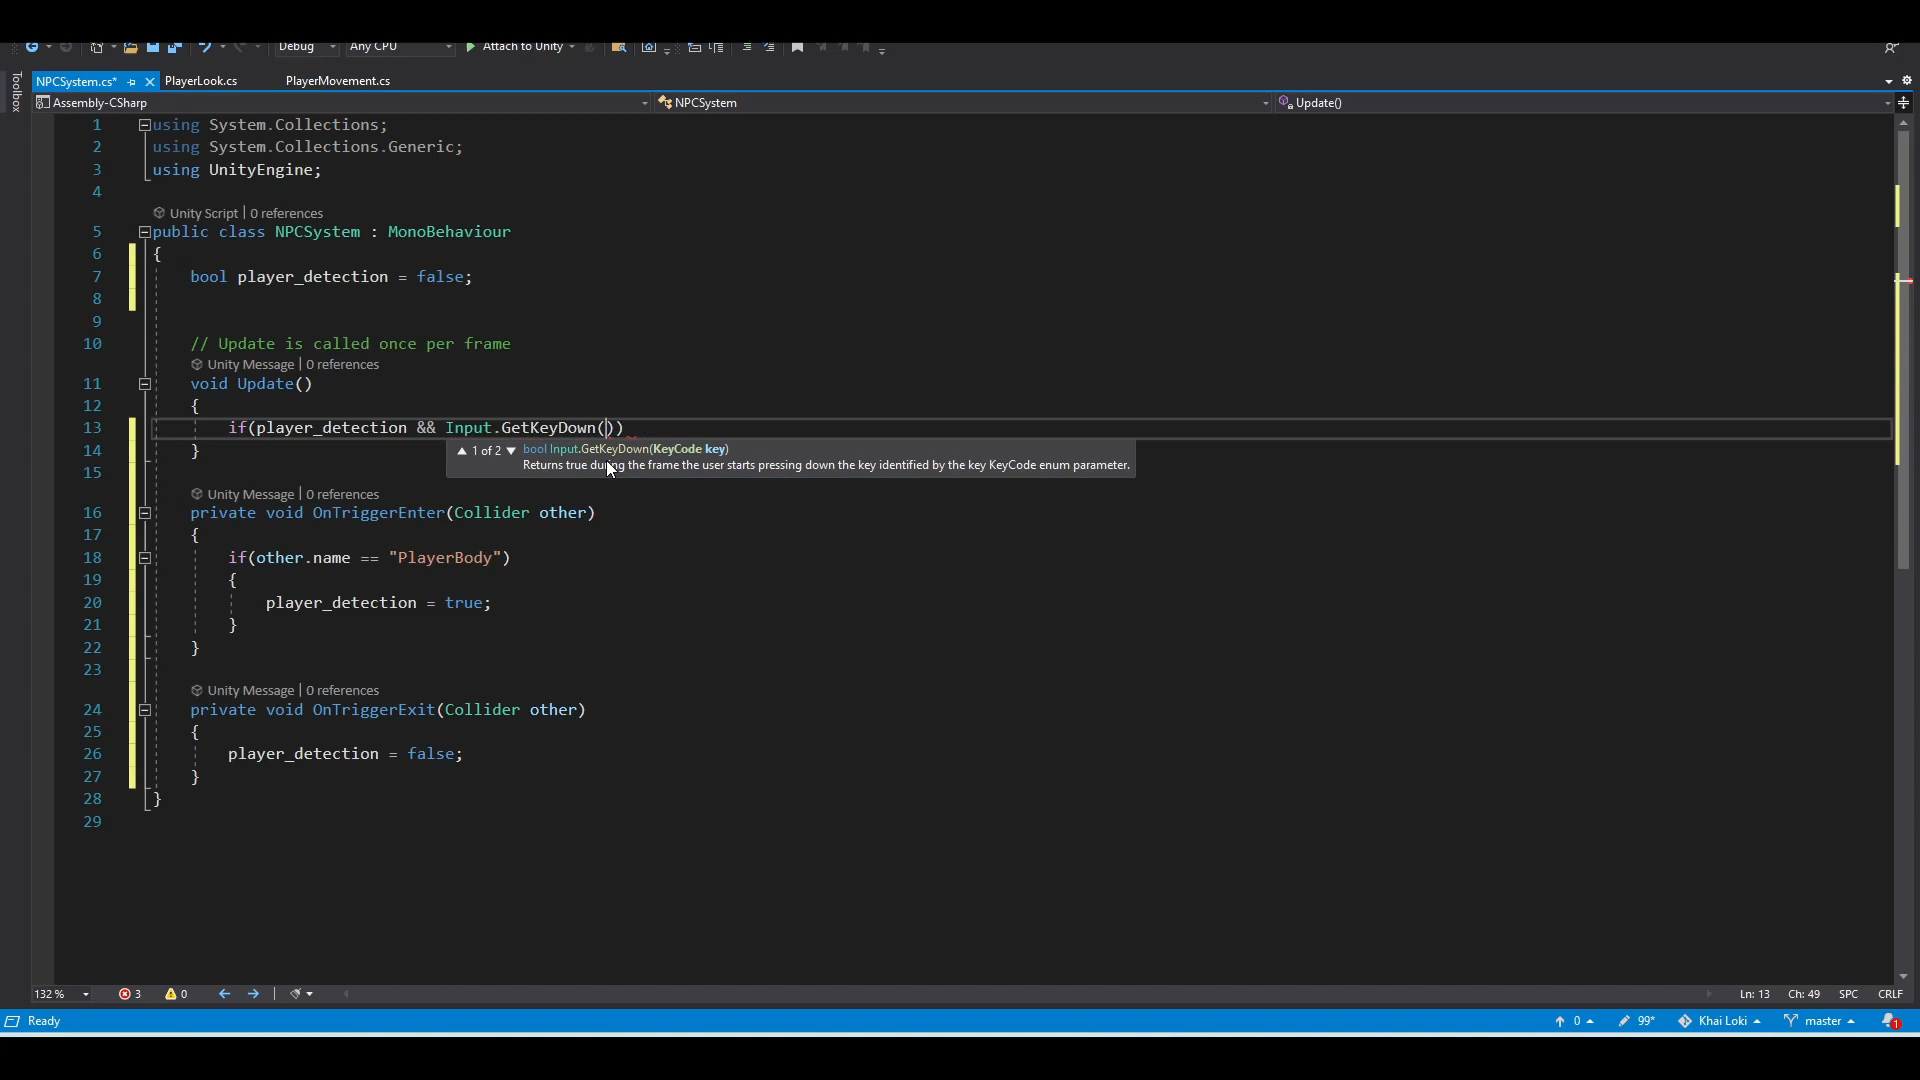 Debug
Any CPU
Attach to Unity
Toolbox
NPCSystem.cs*
PlayerLook.cs
PlayerMovement.cs
Assembly-CSharp
NPCSystem
Update()
1 using System.Collections;
2 using System.Collections.Generic;
3 using UnityEngine;
4
Unity Script | 0 references
5 public class NPCSystem : MonoBehaviour
6 {
7 bool player_detection = false;
8
9
10 // Update is called once per frame
Unity Message | 0 references
11 void Update()
12 {
13 if(player_detection && Input.GetKeyDown())
14 }
1 of 2 bool Input.GetKeyDown(KeyCode key)
Returns true during the frame the user starts pressing down the key identified by the key KeyCode enum parameter.
15
Unity Message | 0 references
16 private void OnTriggerEnter(Collider other)
17 {
18 if(other.name == "PlayerBody")
19 {
20 player_detection = true;
21 }
22 }
23
Unity Message | 0 references
24 private void OnTriggerExit(Collider other)
25 {
26 player_detection = false;
27 }
28 }
29
132 %
3
0
Ln: 13
Ch: 49
SPC
CRLF
Ready
0
99*
Khai Loki
master
1